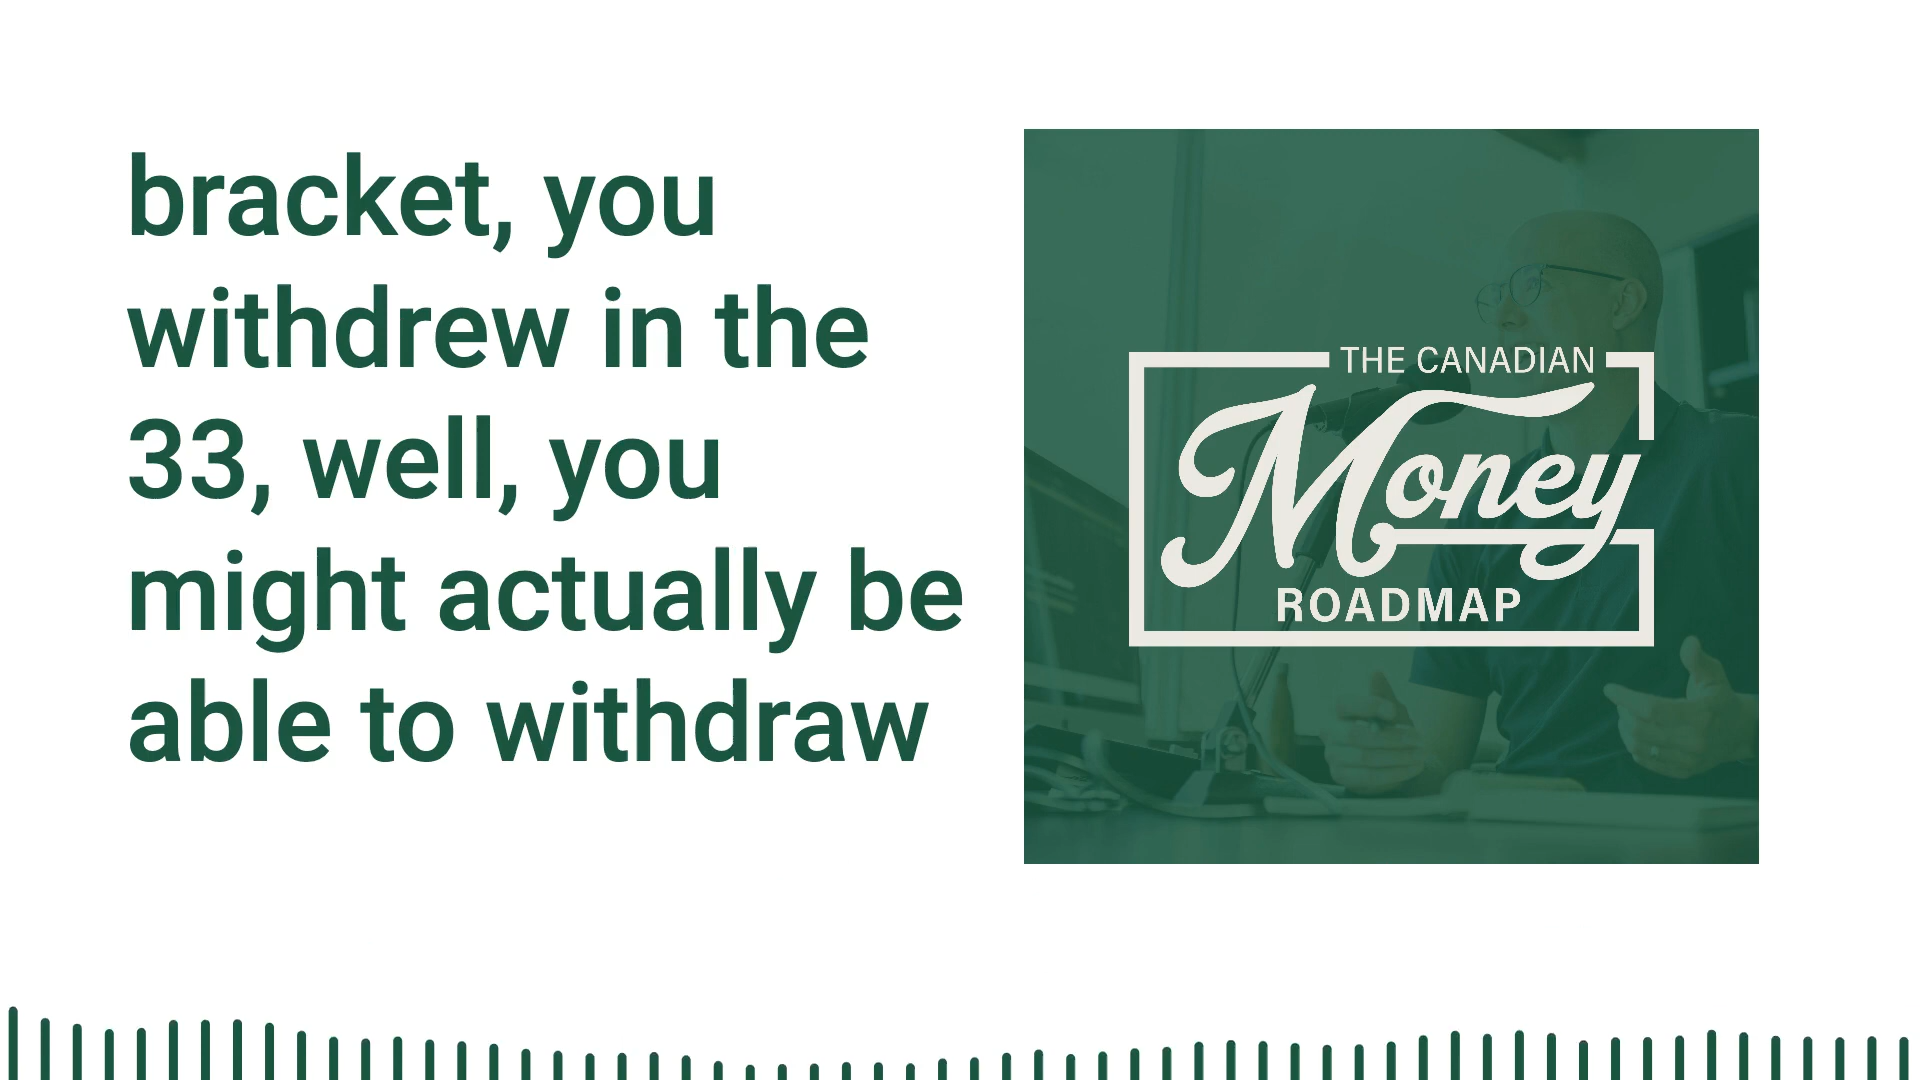 bracket, you
withdrew in the
33, well, you
might actually be
able to withdraw
THE CANADIAN
Money
ROADMAP